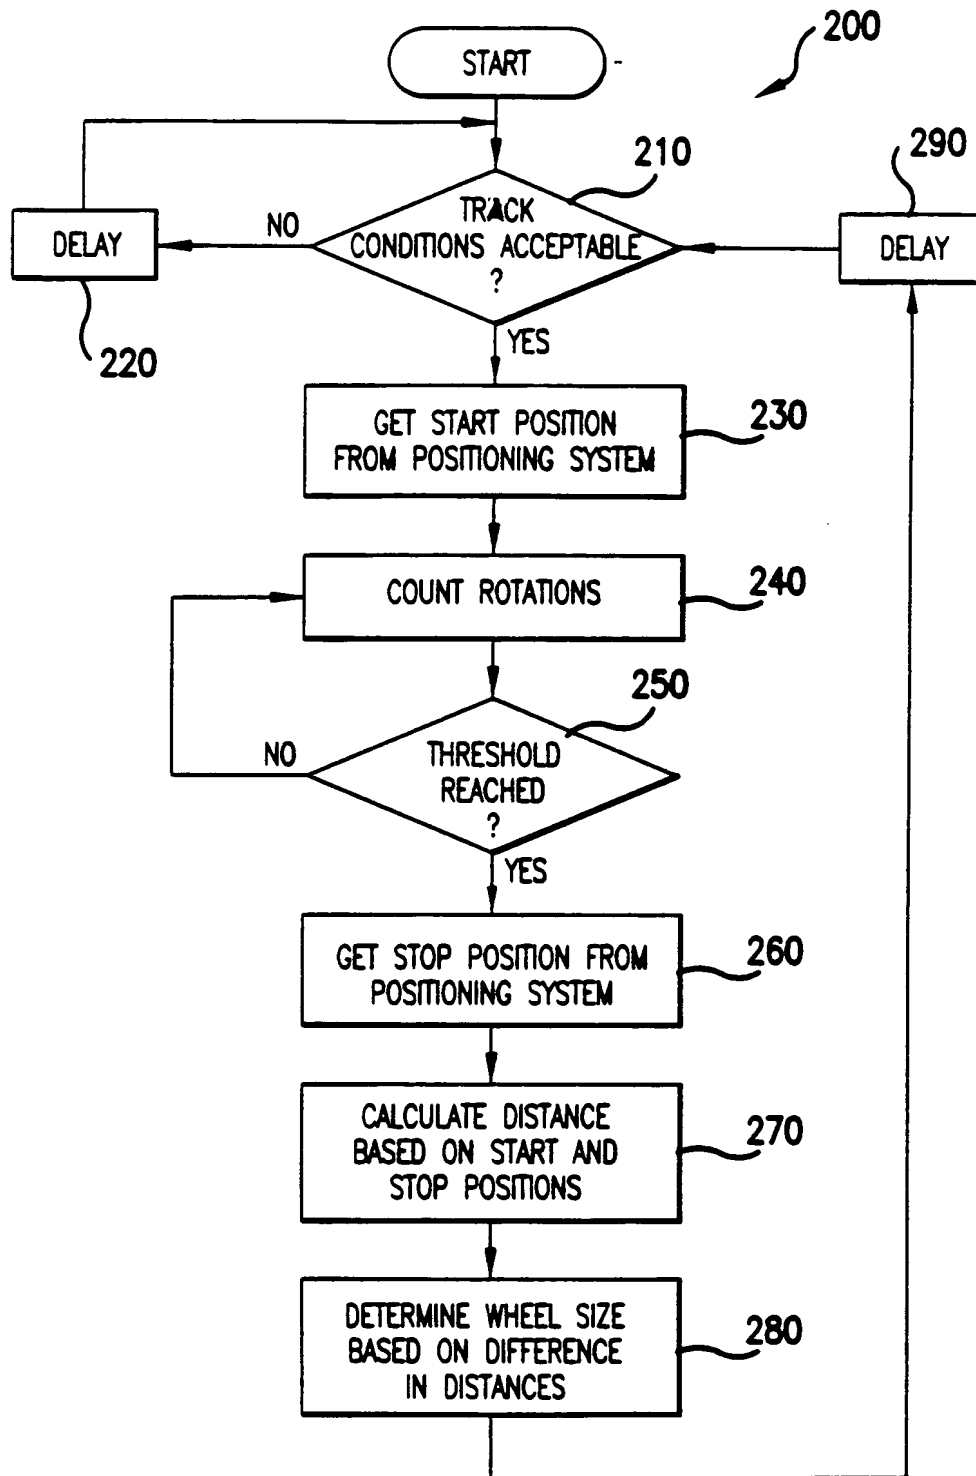 200
START
210
290
TRACK
CONDITIONS ACCEPTABLE
?
NO
DELAY
DELAY
220
YES
GET START POSITION
FROM POSITIONING SYSTEM
230
COUNT ROTATIONS
240
250
NO
THRESHOLD
REACHED
?
YES
GET STOP POSITION FROM
POSITIONING SYSTEM
260
CALCULATE DISTANCE
BASED ON START AND
STOP POSITIONS
270
DETERMINE WHEEL SIZE
BASED ON DIFFERENCE
IN DISTANCES
280